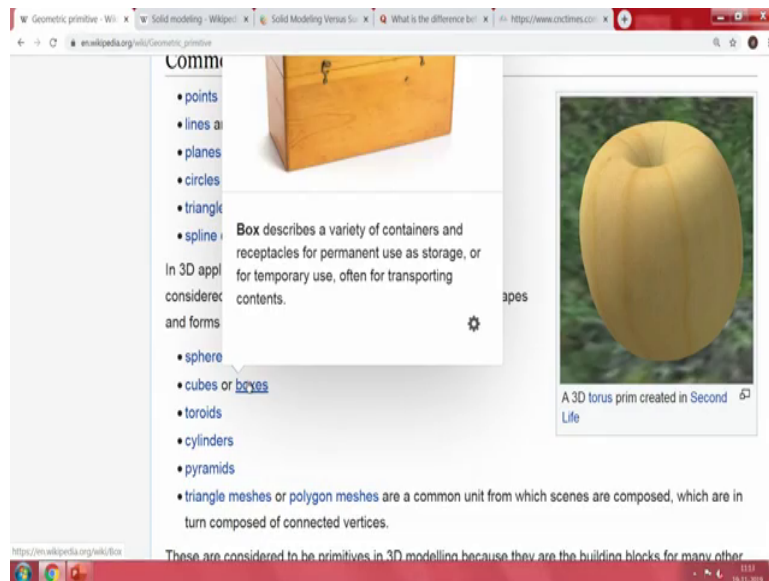 Geometric primitive - Wik
Solid modeling - Wikiped
Solid Modeling Versus Su
What is the difference bet
https://www.cnctimes.com
en.wikipedia.org/wiki/Geometric_primitive
Commo
• points
• lines a
• planes
• circles
• triangle
• spline
In 3D appl
considered
apes
and forms
Box describes a variety of containers and
receptacles for permanent use as storage, or
for temporary use, often for transporting
contents.
• sphere
• cubes or boxes
• toroids
• cylinders
• pyramids
• triangle meshes or polygon meshes are a common unit from which scenes are composed, which are in
turn composed of connected vertices.
These are considered to be primitives in 3D modelling because they are the building blocks for many other
A 3D torus prim created in Second
Life
https://en.wikipedia.org/wiki/Box
11:13